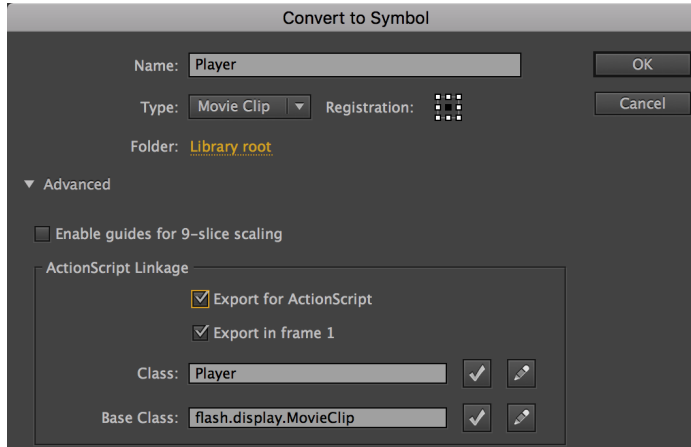 Convert to Symbol
Name: Player OK
Type: Movie Clip Registration: Cancel
Folder: Library root
Advanced
Enable guides for 9-slice scaling
ActionScript Linkage
Export for ActionScript
Export in frame 1
Class: Player
Base Class: flash.display.MovieClip